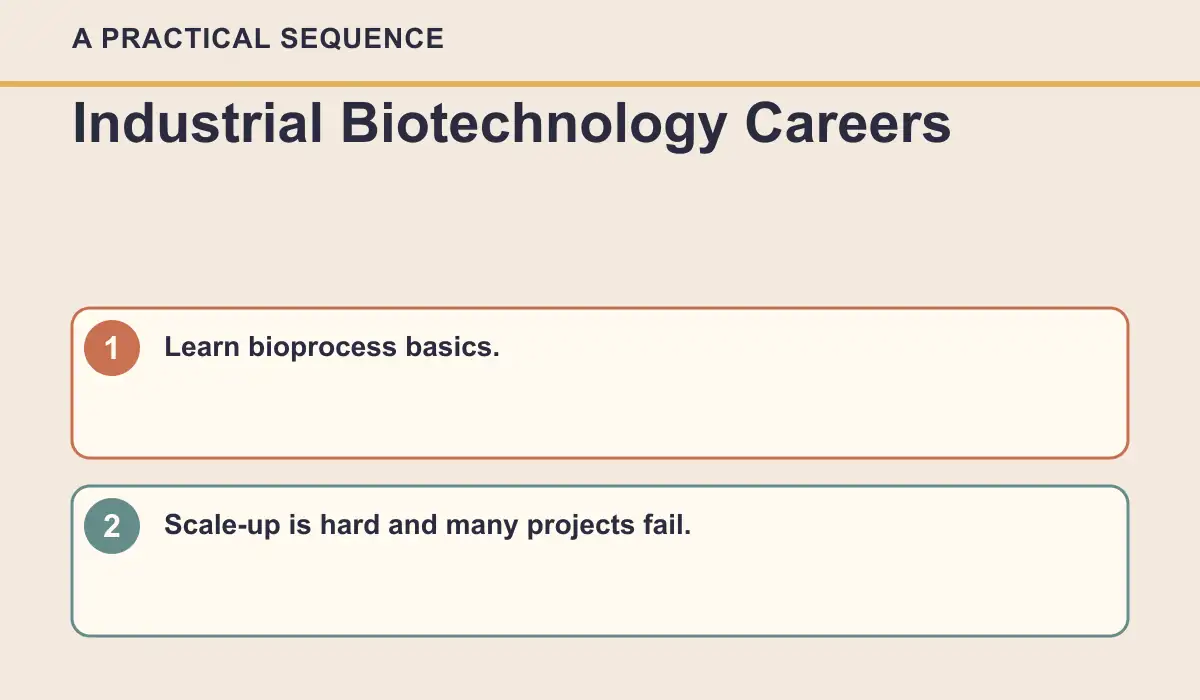 A PRACTICAL SEQUENCE
Industrial Biotechnology Careers
1 Learn bioprocess basics.
2 Scale-up is hard and many projects fail.